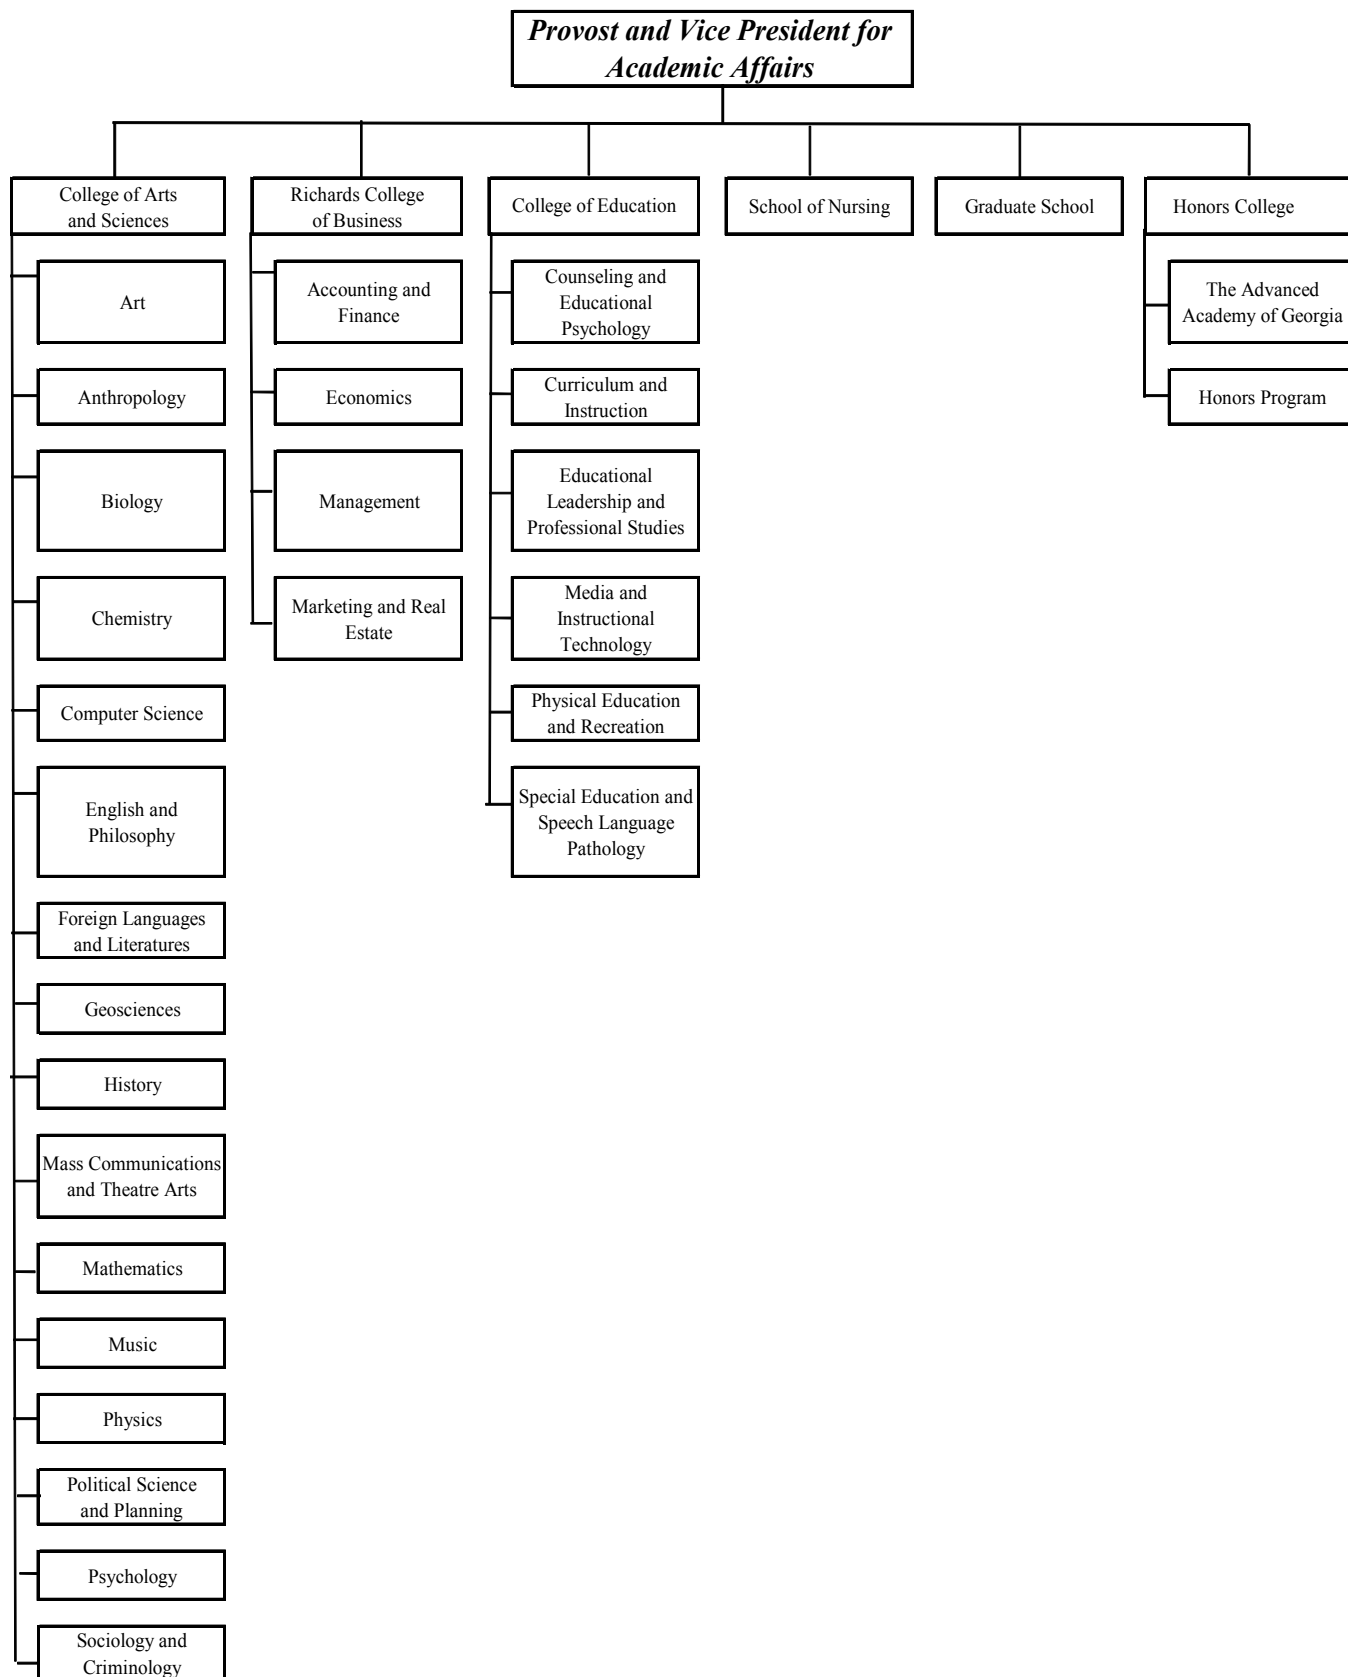 Provost and Vice President for
Academic Affairs
College of Arts
and Sciences
Richards College
of Business
College of Education
School of Nursing
Graduate School
Honors College
Art
Anthropology
Biology
Chemistry
Computer Science
English and
Philosophy
Foreign Languages
and Literatures
Geosciences
History
Mass Communications
and Theatre Arts
Mathematics
Music
Physics
Political Science
and Planning
Psychology
Sociology and
Criminology
Accounting and
Finance
Economics
Management
Marketing and Real
Estate
Counseling and
Educational
Psychology
Curriculum and
Instruction
Educational
Leadership and
Professional Studies
Media and
Instructional
Technology
Physical Education
and Recreation
Special Education and
Speech Language
Pathology
The Advanced
Academy of Georgia
Honors Program